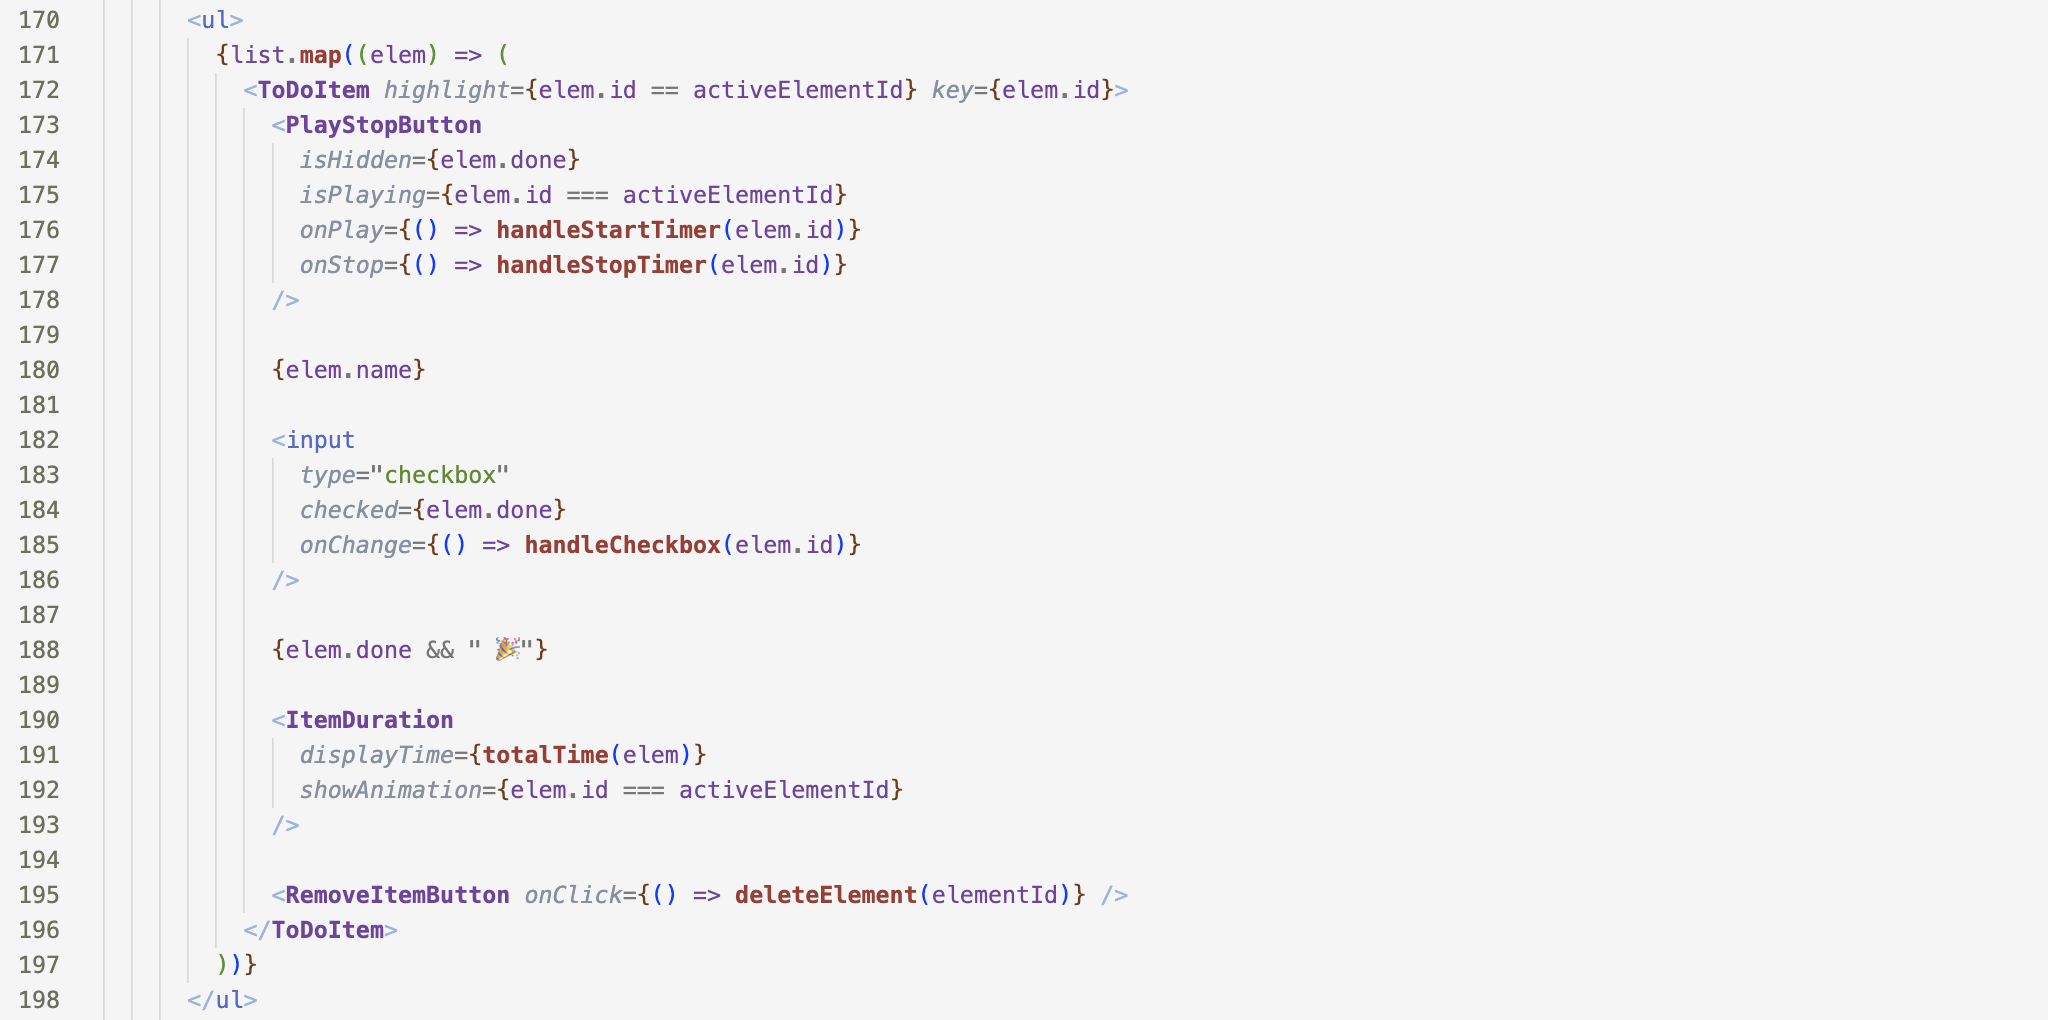 170 <ul>
171 {list.map((elem) => (
172 <ToDoItem highlight={elem.id == activeElementId} key={elem.id}>
173 <PlayStopButton
174 isHidden={elem.done}
175 isPlaying={elem.id === activeElementId}
176 onPlay={() => handleStartTimer(elem.id)}
177 onStop={() => handleStopTimer(elem.id)}
178 />
179
180 {elem.name}
181
182 <input
183 type="checkbox"
184 checked={elem.done}
185 onChange={() => handleCheckbox(elem.id)}
186 />
187
188 {elem.done && " 🎉"}
189
190 <ItemDuration
191 displayTime={totalTime(elem)}
192 showAnimation={elem.id === activeElementId}
193 />
194
195 <RemoveItemButton onClick={() => deleteElement(elementId)} />
196 </ToDoItem>
197 ))}
198 </ul>